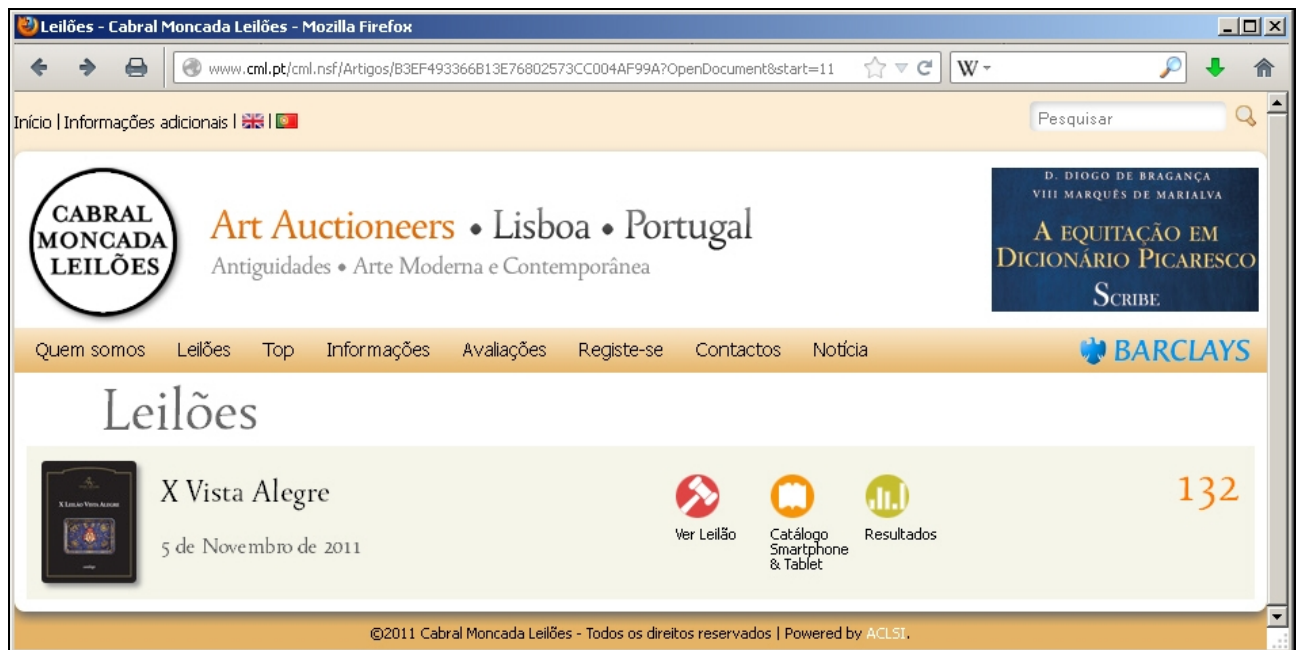 Leilões - Cabral Moncada Leilões - Mozilla Firefox
www.cml.pt/cml.nsf/Artigos/B3EF493366B13E76802573CC004AF99A?OpenDocument&start=11
W
Início | Informações adicionais | |
Pesquisar
CABRAL
MONCADA
LEILÕES
Art Auctioneers • Lisboa • Portugal
Antiguidades • Arte Moderna e Contemporânea
D. DIOGO DE BRAGANÇA
VIII MARQUÊS DE MARIALVA
A EQUITAÇÃO EM
DICIONÁRIO PICARESCO
SCRIBE
Quem somos Leilões Top Informações Avaliações Registe-se Contactos Notícia
BARCLAYS
Leilões
X LEILÃO VISTA ALEGRE
X Vista Alegre
5 de Novembro de 2011
Ver Leilão
Catálogo
Smartphone
& Tablet
Resultados
132
©2011 Cabral Moncada Leilões - Todos os direitos reservados | Powered by ACLSI.